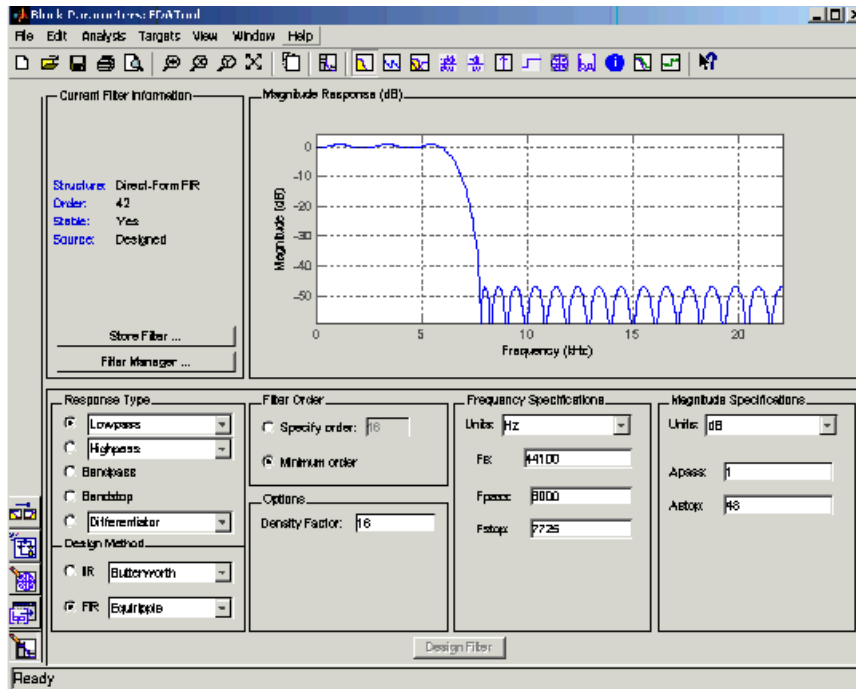 Block Parameters: FDATool
File Edit Analysis Targets View Window Help
Current Filter Information
Structure: Direct-Form FIR
Order: 42
Stable: Yes
Source: Designed
Store Filter ...
Filter Manager ...
Magnitude Response (dB)
Magnitude (dB)
0
-10
-20
-30
-40
-50
0 5 10 15 20
Frequency (kHz)
Response Type
Lowpass
Highpass
Bandpass
Bandstop
Differentiator
Design Method
IIR Butterworth
FIR Equiripple
Filter Order
Specify order: 16
Minimum order
Options
Density Factor: 16
Frequency Specifications
Units: Hz
Fs: 44100
Fpass:
Fstop: 7725
Magnitude Specifications
Units: dB
Apass: 1
Astop:
Design Filter
Ready